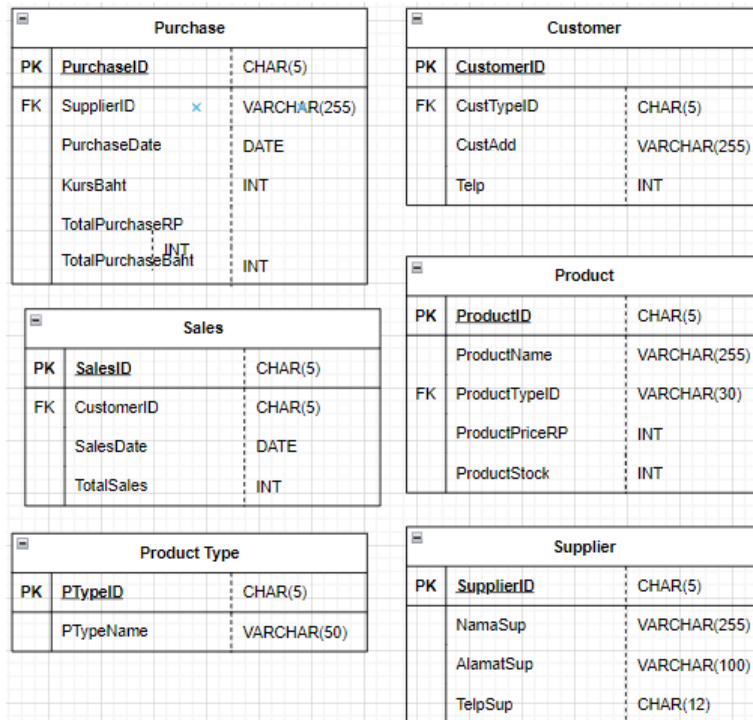 Purchase
PK PurchaseID CHAR(5)
FK SupplierID VARCHAR(255)
PurchaseDate DATE
KursBaht INT
TotalPurchaseRP
INT
TotalPurchaseBaht INT
Customer
PK CustomerID
FK CustTypeID CHAR(5)
CustAdd VARCHAR(255)
Telp INT
Sales
PK SalesID CHAR(5)
FK CustomerID CHAR(5)
SalesDate DATE
TotalSales INT
Product
PK ProductID CHAR(5)
ProductName VARCHAR(255)
FK ProductTypeID VARCHAR(30)
ProductPriceRP INT
ProductStock INT
Product Type
PK PTypeID CHAR(5)
PTypeName VARCHAR(50)
Supplier
PK SupplierID CHAR(5)
NamaSup VARCHAR(255)
AlamatSup VARCHAR(100)
TelpSup CHAR(12)